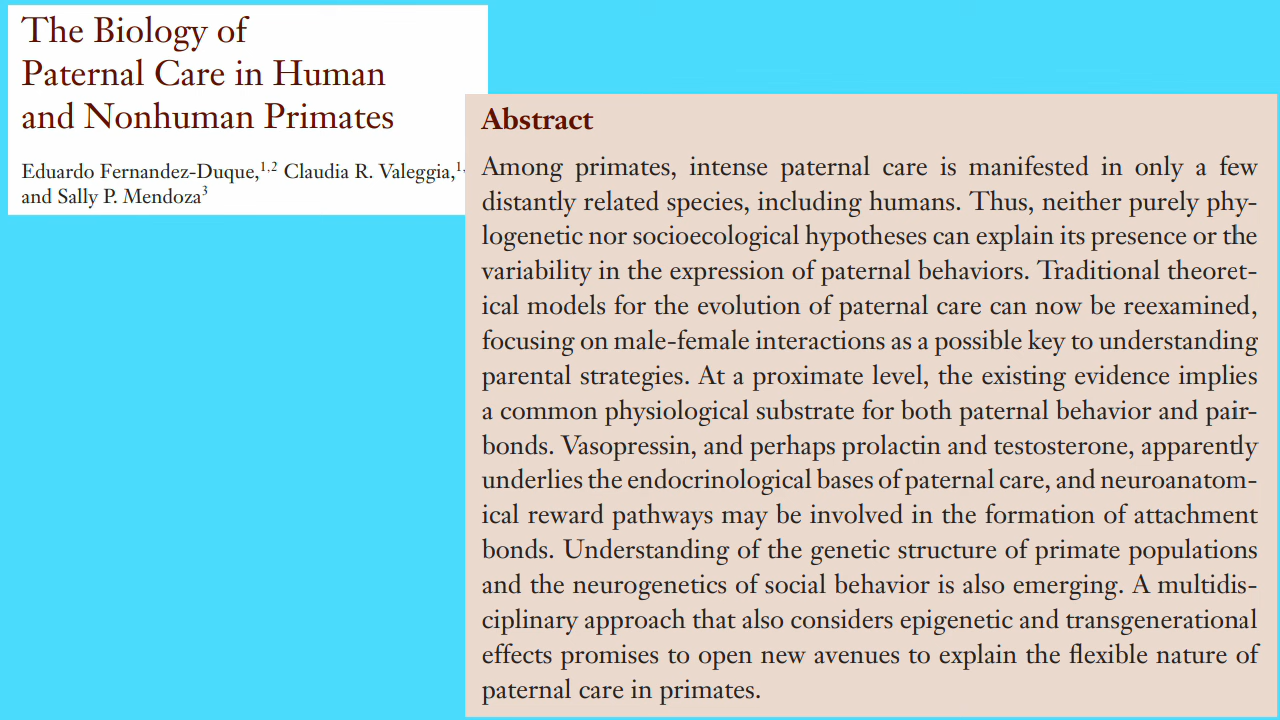 The Biology of
Paternal Care in Human
and Nonhuman Primates
Eduardo Fernandez-Duque,1,2 Claudia R. Valeggia,1,
and Sally P. Mendoza3
Abstract
Among primates, intense paternal care is manifested in only a few
distantly related species, including humans. Thus, neither purely phy-
logenetic nor socioecological hypotheses can explain its presence or the
variability in the expression of paternal behaviors. Traditional theoret-
ical models for the evolution of paternal care can now be reexamined,
focusing on male-female interactions as a possible key to understanding
parental strategies. At a proximate level, the existing evidence implies
a common physiological substrate for both paternal behavior and pair-
bonds. Vasopressin, and perhaps prolactin and testosterone, apparently
underlies the endocrinological bases of paternal care, and neuroanatom-
ical reward pathways may be involved in the formation of attachment
bonds. Understanding of the genetic structure of primate populations
and the neurogenetics of social behavior is also emerging. A multidis-
ciplinary approach that also considers epigenetic and transgenerational
effects promises to open new avenues to explain the flexible nature of
paternal care in primates.